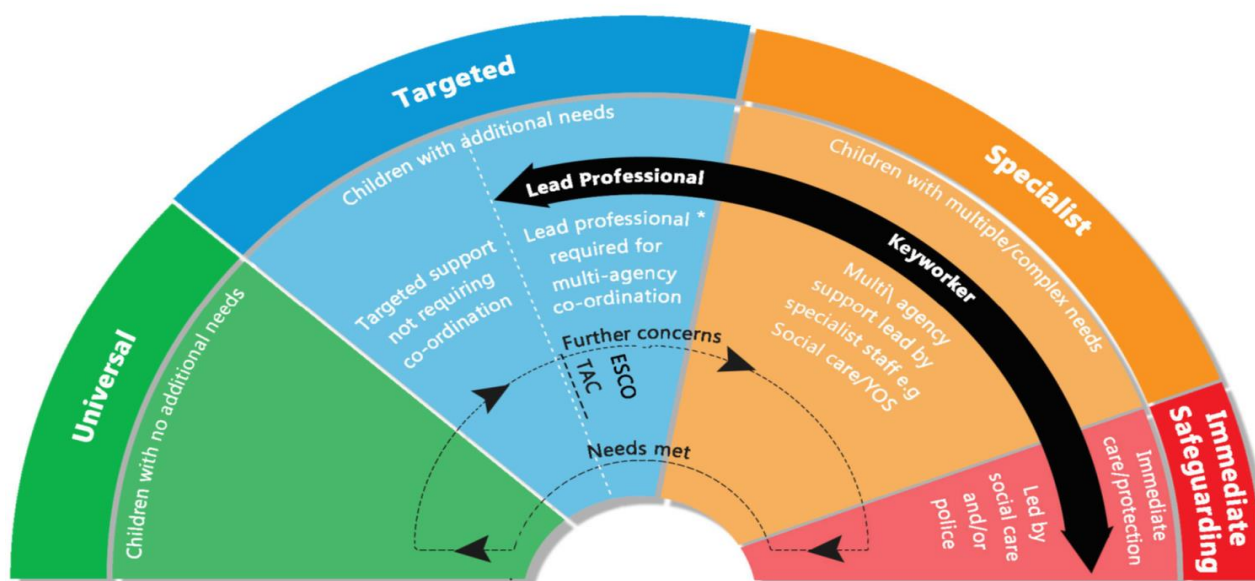 Universal
Children with no additional needs
Targeted
Children with additional needs
Targeted support
not requiring
co-ordination
Lead professional *
required for
multi-agency
co-ordination
Lead Professional
Keyworker
Further concerns
TAC
ESCO
Needs met
Specialist
Children with multiple/complex needs
Multi\ agency
support lead by
specialist staff e.g
Social care/YOS
Immediate
Safeguarding
Immediate
care/protection
Led by
social care
and/or
police